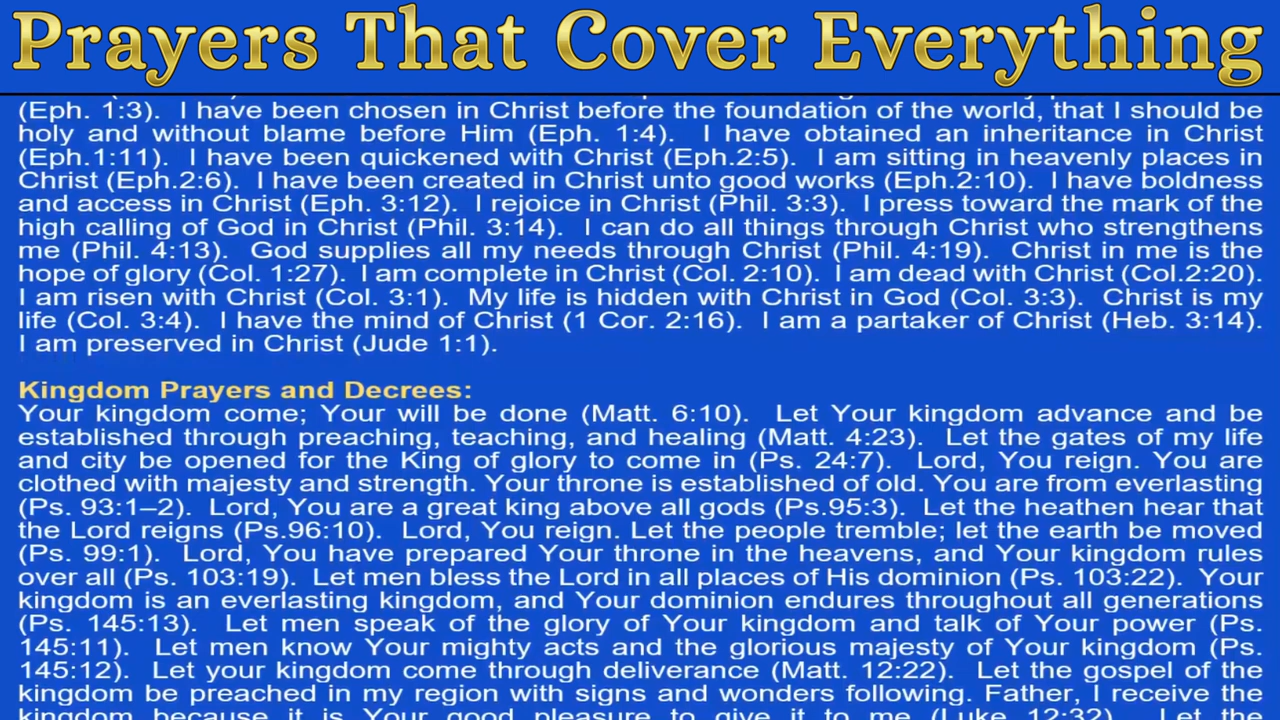 Prayers That Cover Everything
(Eph. 1:3). I have been chosen in Christ before the foundation of the world, that I should be
holy and without blame before Him (Eph. 1:4). I have obtained an inheritance in Christ
(Eph.1:11). I have been quickened with Christ (Eph.2:5). I am sitting in heavenly places in
Christ (Eph.2:6). I have been created in Christ unto good works (Eph.2:10). I have boldness
and access in Christ (Eph. 3:12). I rejoice in Christ (Phil. 3:3). I press toward the mark of the
high calling of God in Christ (Phil. 3:14). I can do all things through Christ who strengthens
me (Phil. 4:13). God supplies all my needs through Christ (Phil. 4:19). Christ in me is the
hope of glory (Col. 1:27). I am complete in Christ (Col. 2:10). I am dead with Christ (Col.2:20).
I am risen with Christ (Col. 3:1). My life is hidden with Christ in God (Col. 3:3). Christ is my
life (Col. 3:4). I have the mind of Christ (1 Cor. 2:16). I am a partaker of Christ (Heb. 3:14).
I am preserved in Christ (Jude 1:1).
Kingdom Prayers and Decrees:
Your kingdom come; Your will be done (Matt. 6:10). Let Your kingdom advance and be
established through preaching, teaching, and healing (Matt. 4:23). Let the gates of my life
and city be opened for the King of glory to come in (Ps. 24:7). Lord, You reign. You are
clothed with majesty and strength. Your throne is established of old. You are from everlasting
(Ps. 93:1–2). Lord, You are a great king above all gods (Ps.95:3). Let the heathen hear that
the Lord reigns (Ps.96:10). Lord, You reign. Let the people tremble; let the earth be moved
(Ps. 99:1). Lord, You have prepared Your throne in the heavens, and Your kingdom rules
over all (Ps. 103:19). Let men bless the Lord in all places of His dominion (Ps. 103:22). Your
kingdom is an everlasting kingdom, and Your dominion endures throughout all generations
(Ps. 145:13). Let men speak of the glory of Your kingdom and talk of Your power (Ps.
145:11). Let men know Your mighty acts and the glorious majesty of Your kingdom (Ps.
145:12). Let your kingdom come through deliverance (Matt. 12:22). Let the gospel of the
kingdom be preached in my region with signs and wonders following. Father, I receive the
kingdom because it is Your good pleasure to give it to me (Luke 12:32). Let the